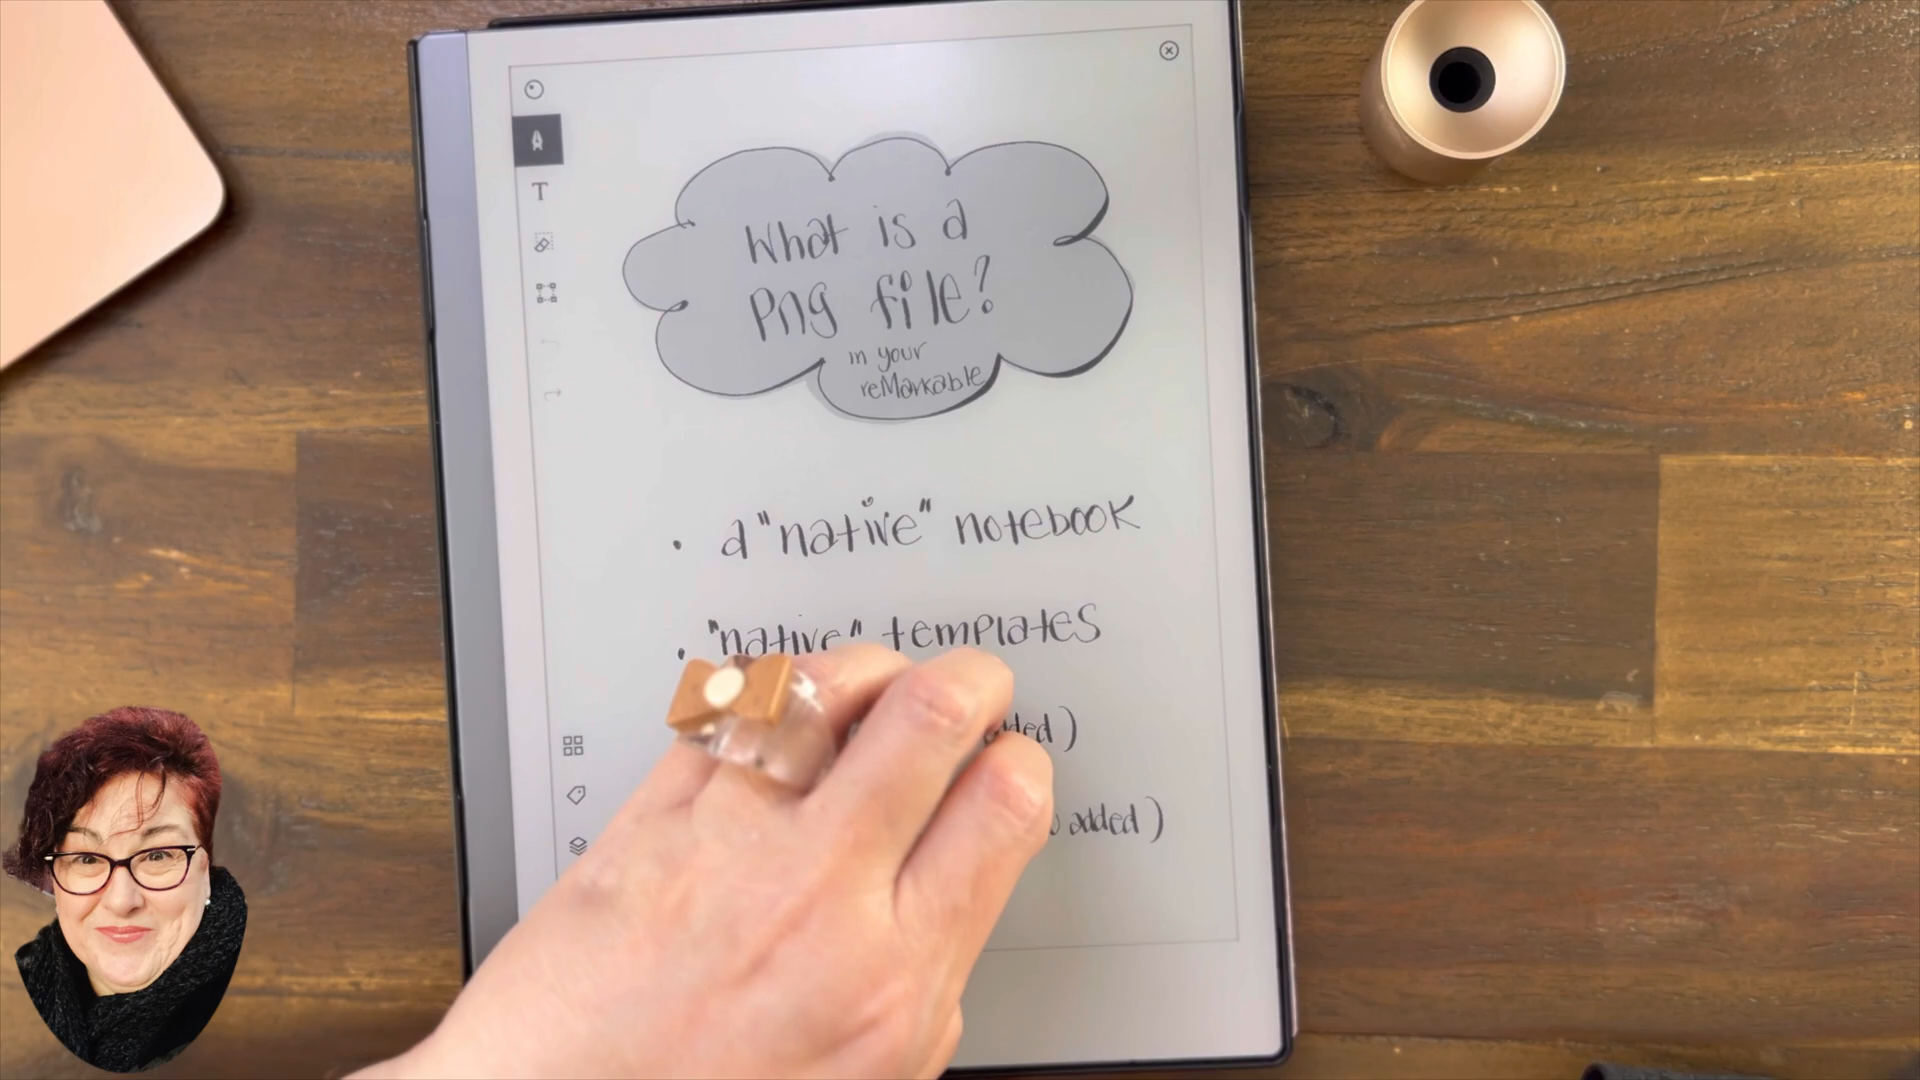 What is a
png file?
in your
reMarkable
T
• a "native" notebook
• "native" templates
added)